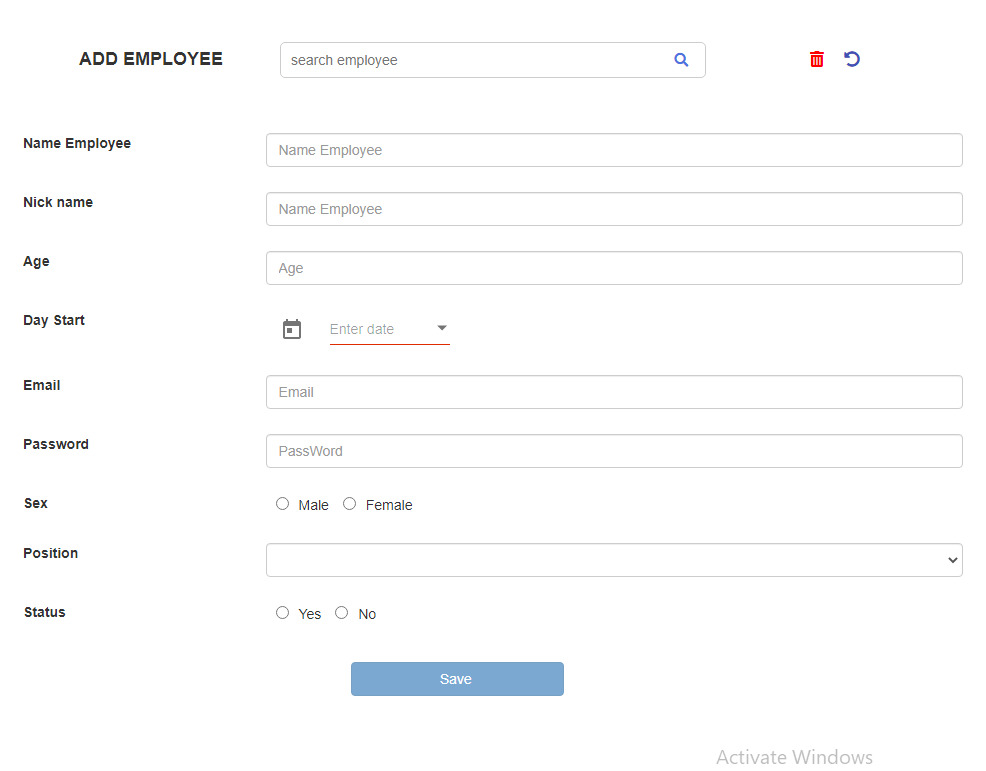 ADD EMPLOYEE search employee
Name Employee Name Employee
Nick name Name Employee
Age Age
Day Start Enter date
Email Email
Password PassWord
Sex Male Female
Position
Status Yes No
Save
Activate Windows